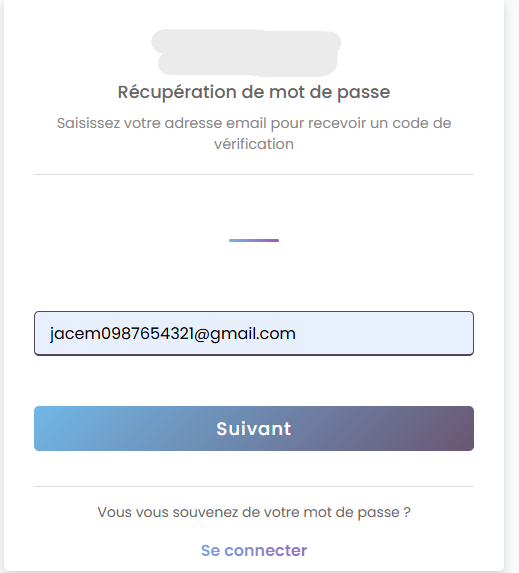 Récupération de mot de passe
Saisissez votre adresse email pour recevoir un code de
vérification
jacem0987654321@gmail.com
Suivant
Vous vous souvenez de votre mot de passe ?
Se connecter